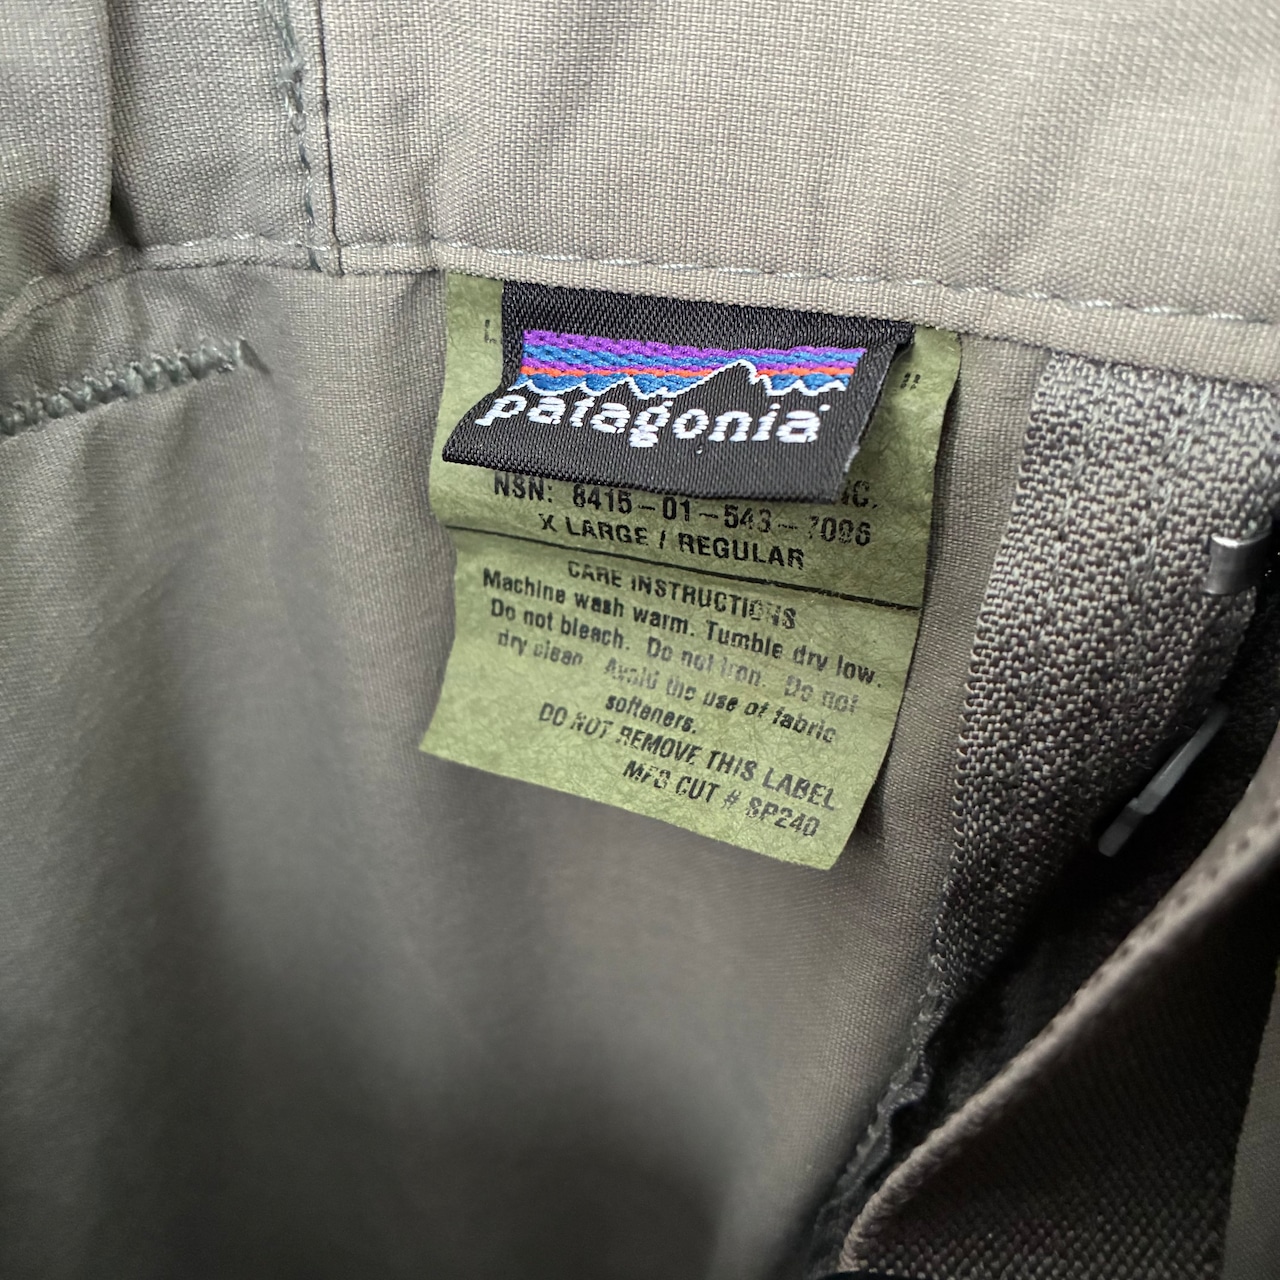 patagonia
IC.
NSN: 8415-01-543-7096
X LARGE / REGULAR
CARE INSTRUCTIONS
Machine wash warm. Tumble dry low.
Do not bleach. Do not iron. Do not
dry clean. Avoid the use of fabric
softeners.
DO NOT REMOVE THIS LABEL
MFG CUT # SP240